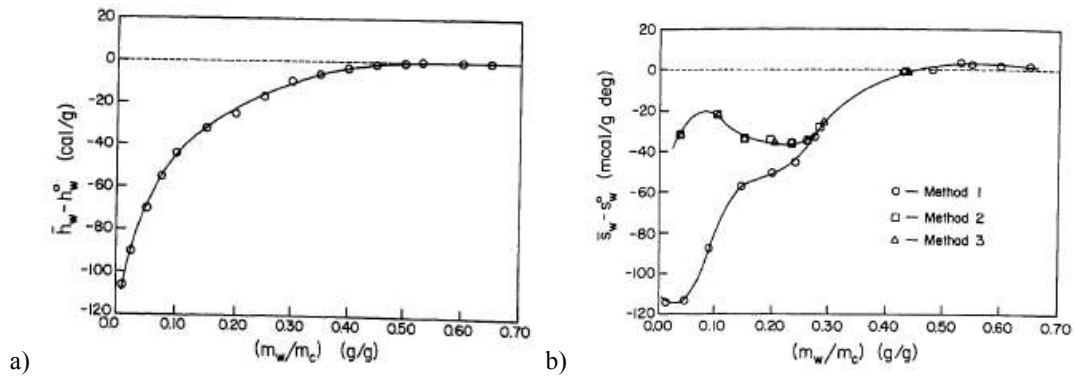 20
0
-20
-40
-60
-80
-100
-120
h̄w – h°w (cal/g)
0.0 0.10 0.20 0.30 0.40 0.50 0.60 0.70
(mw/mc) (g/g)
a)
20
0
-20
-40
-60
-80
-100
-120
s̄w – s°w (mcal/g deg)
Method 1
Method 2
Method 3
0.00 0.10 0.20 0.30 0.40 0.50 0.60 0.70
(mw/mc) (g/g)
b)